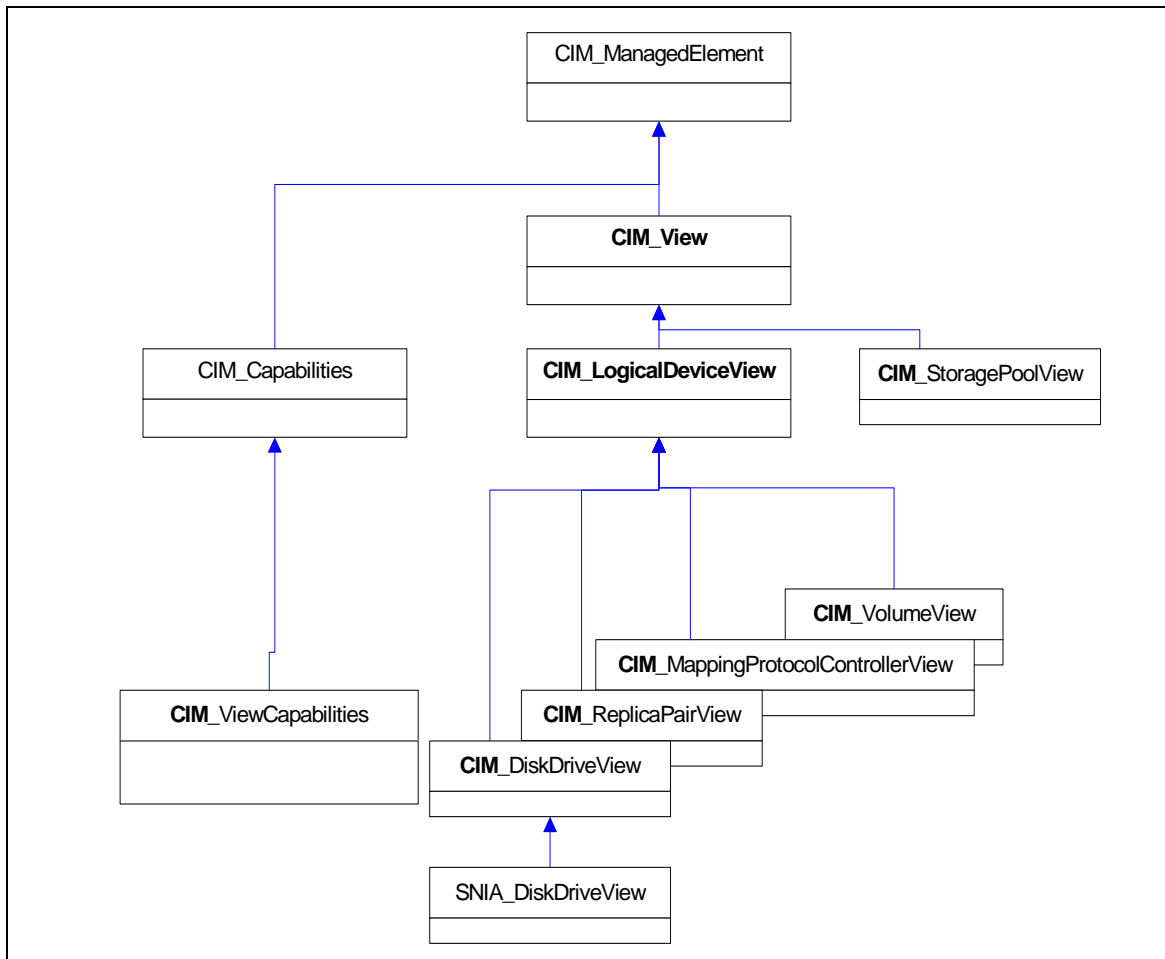 CIM_ManagedElement
CIM_View
CIM_Capabilities
CIM_LogicalDeviceView
CIM_StoragePoolView
CIM_VolumeView
CIM_MappingProtocolControllerView
CIM_ViewCapabilities
CIM_ReplicaPairView
CIM_DiskDriveView
SNIA_DiskDriveView